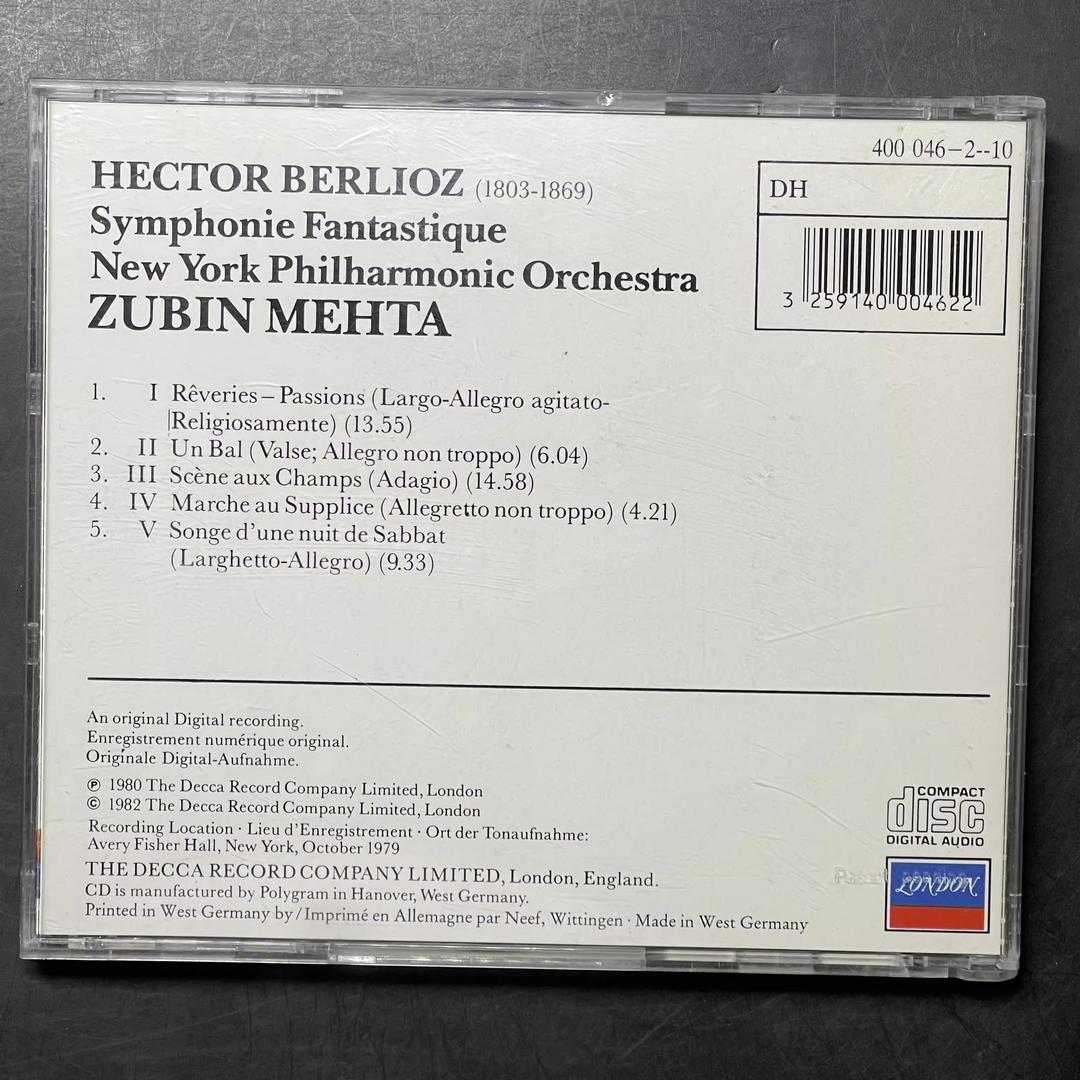 400 046–2--10
HECTOR BERLIOZ (1803-1869)
Symphonie Fantastique
New York Philharmonic Orchestra
ZUBIN MEHTA
DH
3 259140 004622
1. I Rêveries – Passions (Largo-Allegro agitato-
Religiosamente) (13.55)
2. II Un Bal (Valse; Allegro non troppo) (6.04)
3. III Scène aux Champs (Adagio) (14.58)
4. IV Marche au Supplice (Allegretto non troppo) (4.21)
5. V Songe d'une nuit de Sabbat
(Larghetto-Allegro) (9.33)
An original Digital recording.
Enregistrement numérique original.
Originale Digital-Aufnahme.
Ⓟ 1980 The Decca Record Company Limited, London
© 1982 The Decca Record Company Limited, London
Recording Location · Lieu d'Enregistrement · Ort der Tonaufnahme:
Avery Fisher Hall, New York, October 1979
THE DECCA RECORD COMPANY LIMITED, London, England.
CD is manufactured by Polygram in Hanover, West Germany.
Printed in West Germany by/Imprimé en Allemagne par Neef, Wittingen · Made in West Germany
COMPACT
disc
DIGITAL AUDIO
LONDON